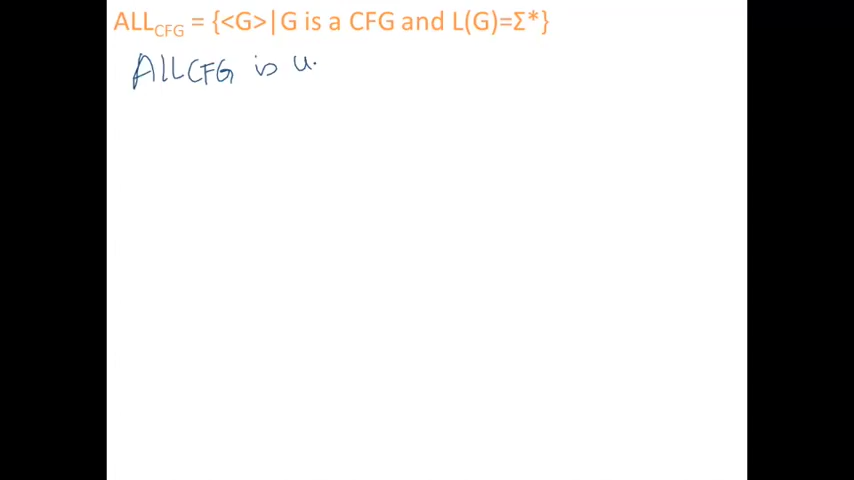 ALL_CFG = {<G>|G is a CFG and L(G)=Σ*}
ALLCFG is u.